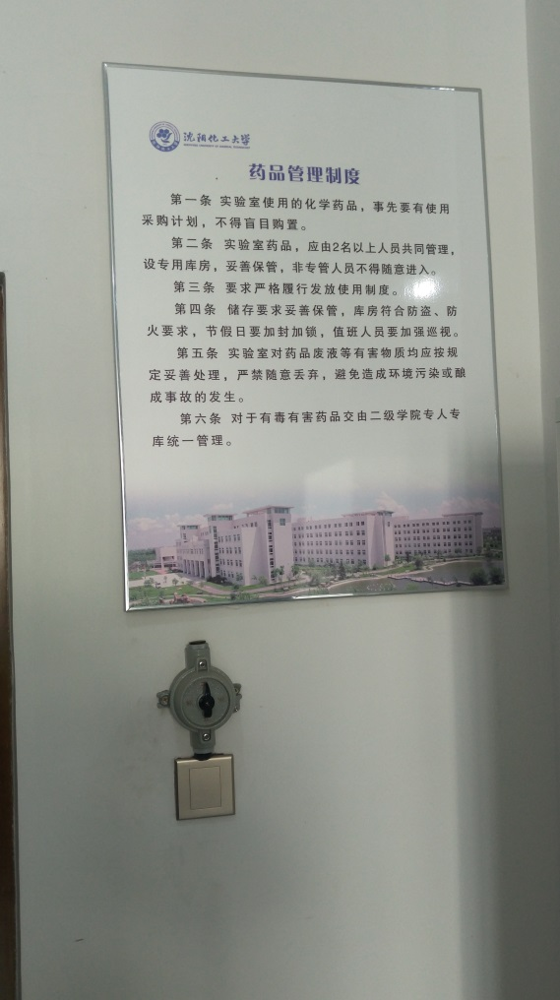 沈阳化工大学
药品管理制度
第一条 实验室使用的化学药品，事先要有使用
采购计划，不得盲目购置。
第二条 实验室药品，应由2名以上人员共同管理，
设专用库房，妥善保管，非专管人员不得随意进入。
第三条 要求严格履行发放使用制度。
第四条 储存要求妥善保管，库房符合防盗、防
火要求，节假日要加封加锁，值班人员要加强巡视。
第五条 实验室对药品废液等有害物质均应按规
定妥善处理，严禁随意丢弃，避免造成环境污染或酿
成事故的发生。
第六条 对于有毒有害药品交由二级学院专人专
库统一管理。